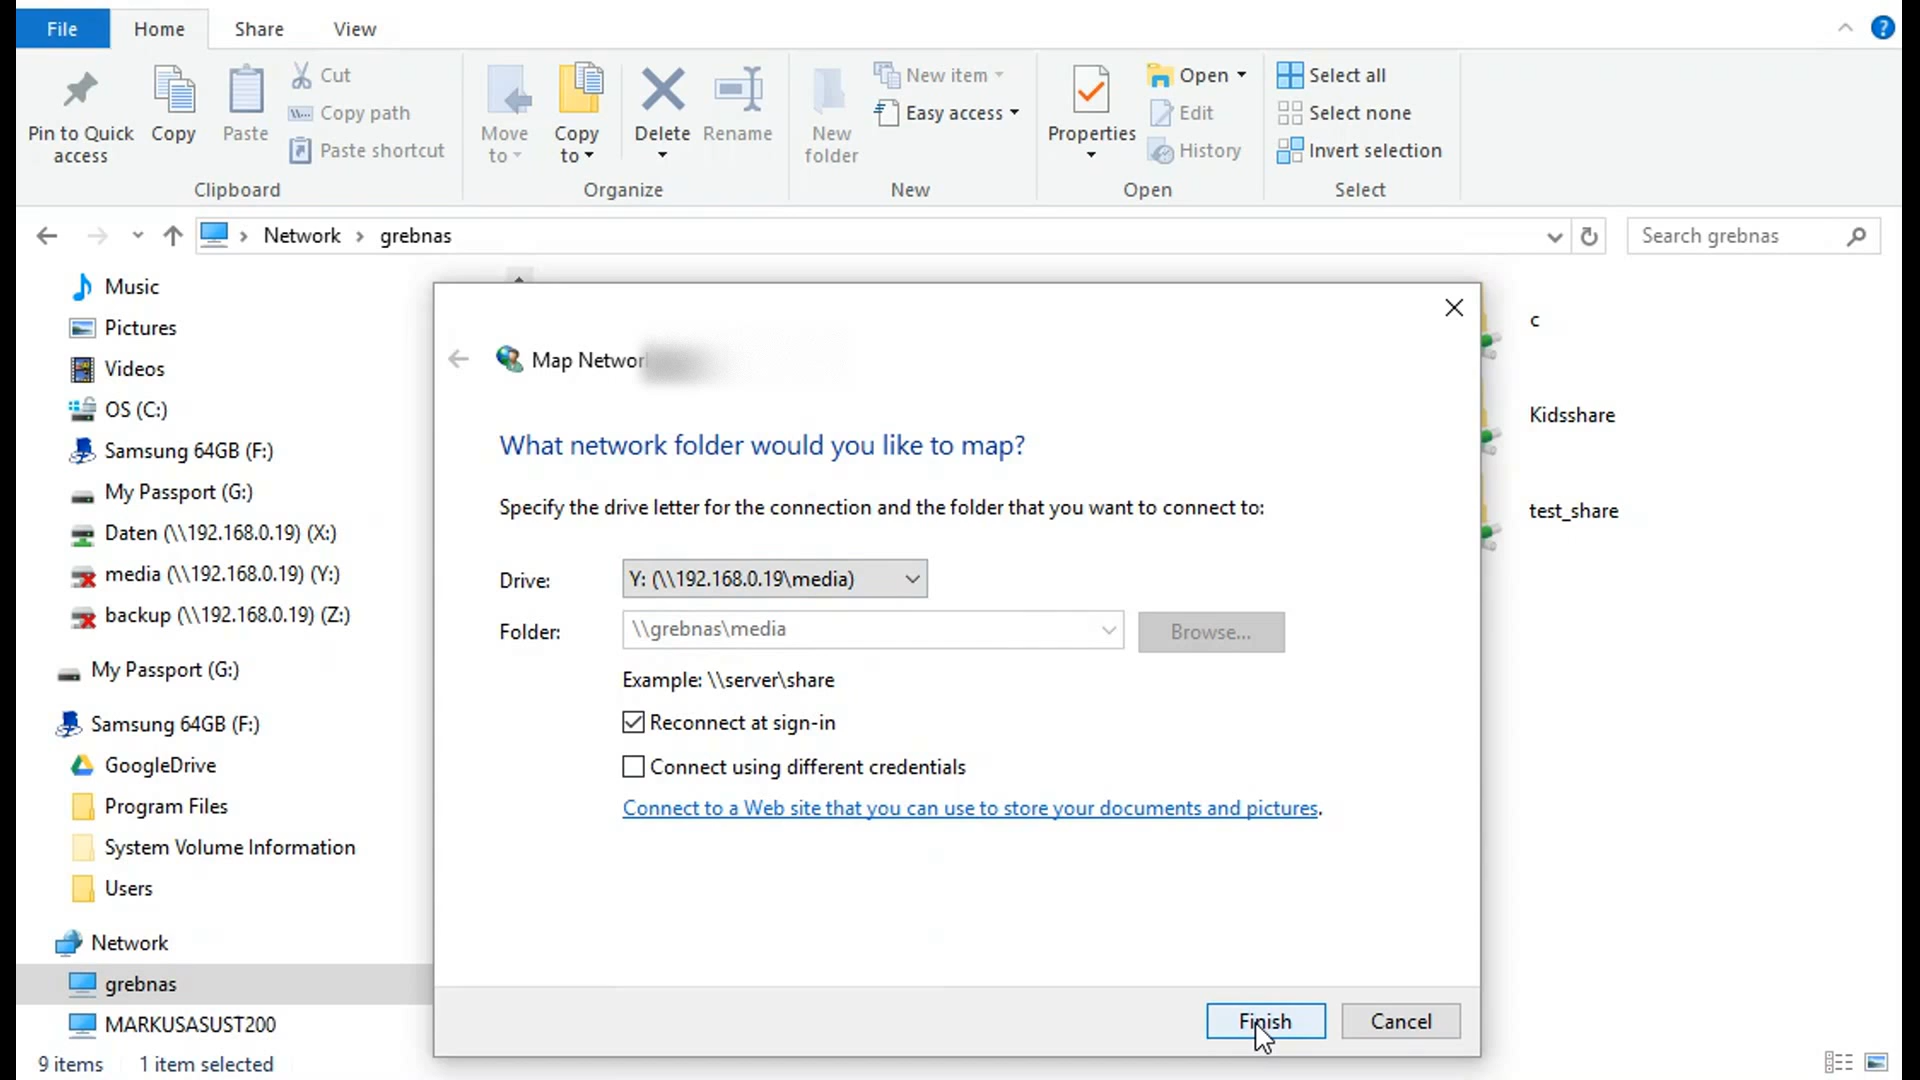 File Home Share View
Pin to Quick access
Copy
Paste
Cut
Copy path
Paste shortcut
Clipboard
Move to
Copy to
Delete
Rename
Organize
New folder
New item
Easy access
New
Properties
Open
Edit
History
Open
Select all
Select none
Invert selection
Select
Network > grebnas
Search grebnas
Music
Pictures
Videos
OS (C:)
Samsung 64GB (F:)
My Passport (G:)
Daten (\\192.168.0.19) (X:)
media (\\192.168.0.19) (Y:)
backup (\\192.168.0.19) (Z:)
My Passport (G:)
Samsung 64GB (F:)
GoogleDrive
Program Files
System Volume Information
Users
Network
grebnas
MARKUSASUST200
9 items 1 item selected
Map Networ
What network folder would you like to map?
Specify the drive letter for the connection and the folder that you want to connect to:
Drive: Y: (\\192.168.0.19\media)
Folder: \\grebnas\media Browse...
Example: \\server\share
Reconnect at sign-in
Connect using different credentials
Connect to a Web site that you can use to store your documents and pictures.
Finish Cancel
c
Kidsshare
test_share